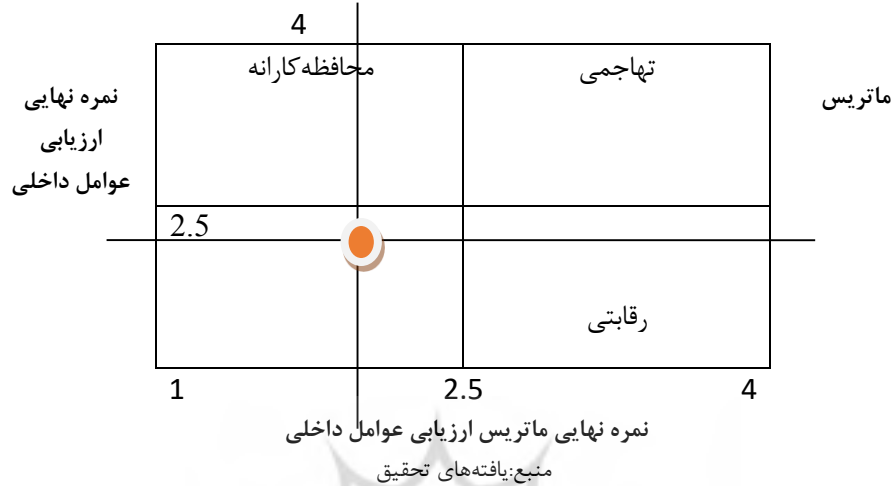 4
محافظه‌کارانه
تهاجمی
ماتریس
نمره نهایی
ارزیابی
عوامل داخلی
2.5
رقابتی
1
2.5
4
نمره نهایی ماتریس ارزیابی عوامل داخلی
منبع:یافته‌های تحقیق